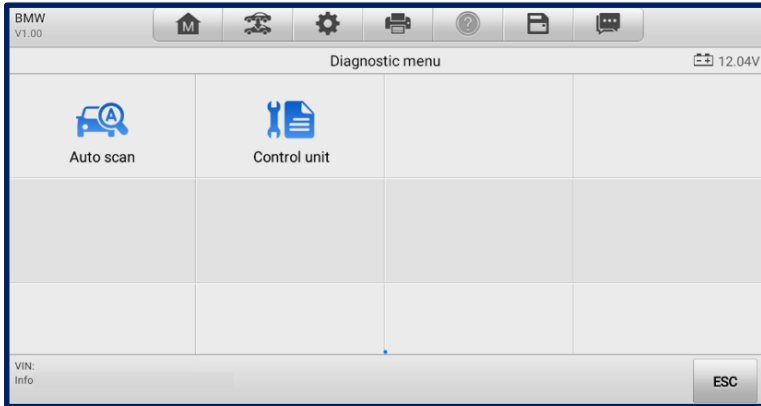 BMW
V1.00
M
Diagnostic menu
12.04V
A
Auto scan
Control unit
VIN:
Info
ESC